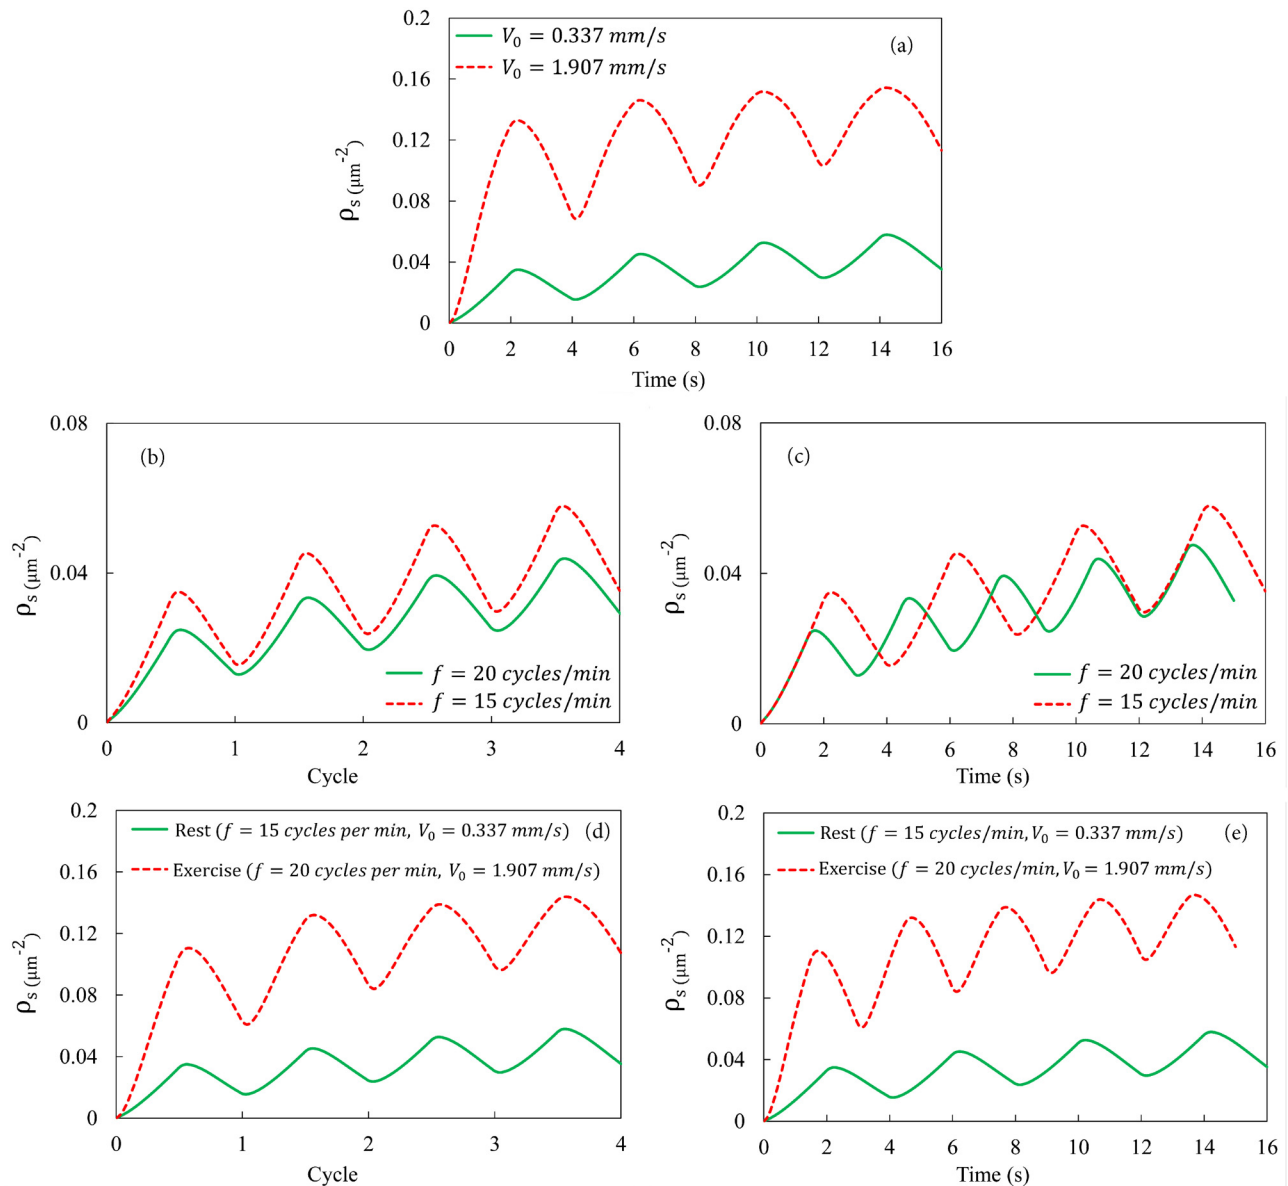 0.2
V₀ = 0.337 mm/s
V₀ = 1.907 mm/s
(a)
0.16
0.12
0.08
0.04
0
ρs (μm⁻²)
0 2 4 6 8 10 12 14 16
Time (s)
0.08
(b)
0.04
0
ρs (μm⁻²)
f = 20 cycles/min
f = 15 cycles/min
0 1 2 3 4
Cycle
0.08
(c)
0.04
0
ρs (μm⁻²)
f = 20 cycles/min
f = 15 cycles/min
0 2 4 6 8 10 12 14 16
Time (s)
0.2
Rest (f = 15 cycles per min, V₀ = 0.337 mm/s) (d)
Exercise (f = 20 cycles per min, V₀ = 1.907 mm/s)
0.16
0.12
0.08
0.04
0
ρs (μm⁻²)
0 1 2 3 4
Cycle
0.2
Rest (f = 15 cycles/min, V₀ = 0.337 mm/s) (e)
Exercise (f = 20 cycles/min, V₀ = 1.907 mm/s)
0.16
0.12
0.08
0.04
0
ρs (μm⁻²)
0 2 4 6 8 10 12 14 16
Time (s)